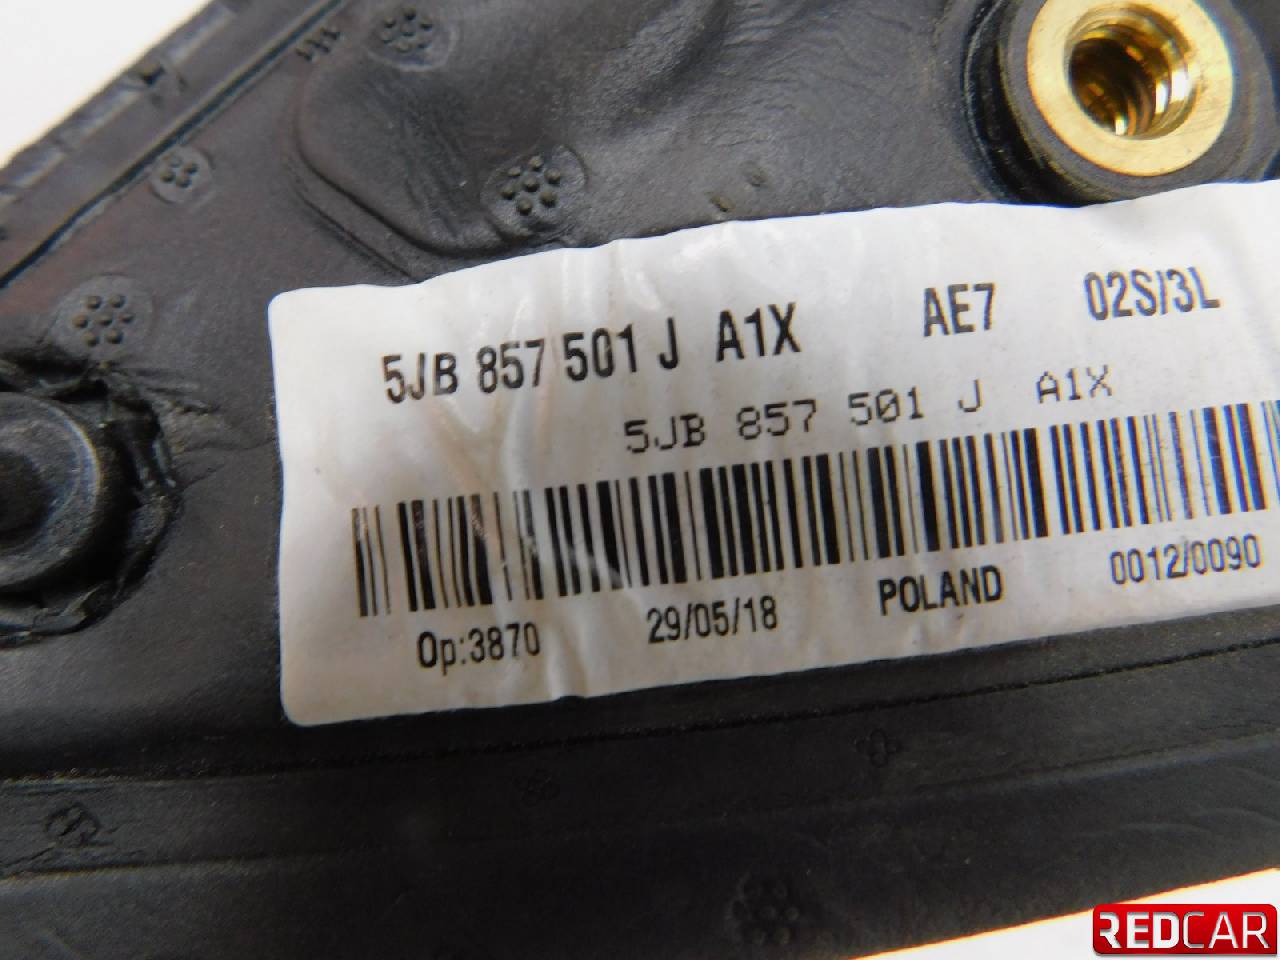 5JB 857 501 J A1X AE7 02S/3L
5JB 857 501 J A1X
Op:3870 29/05/18 POLAND 0012/0090
REDCAR